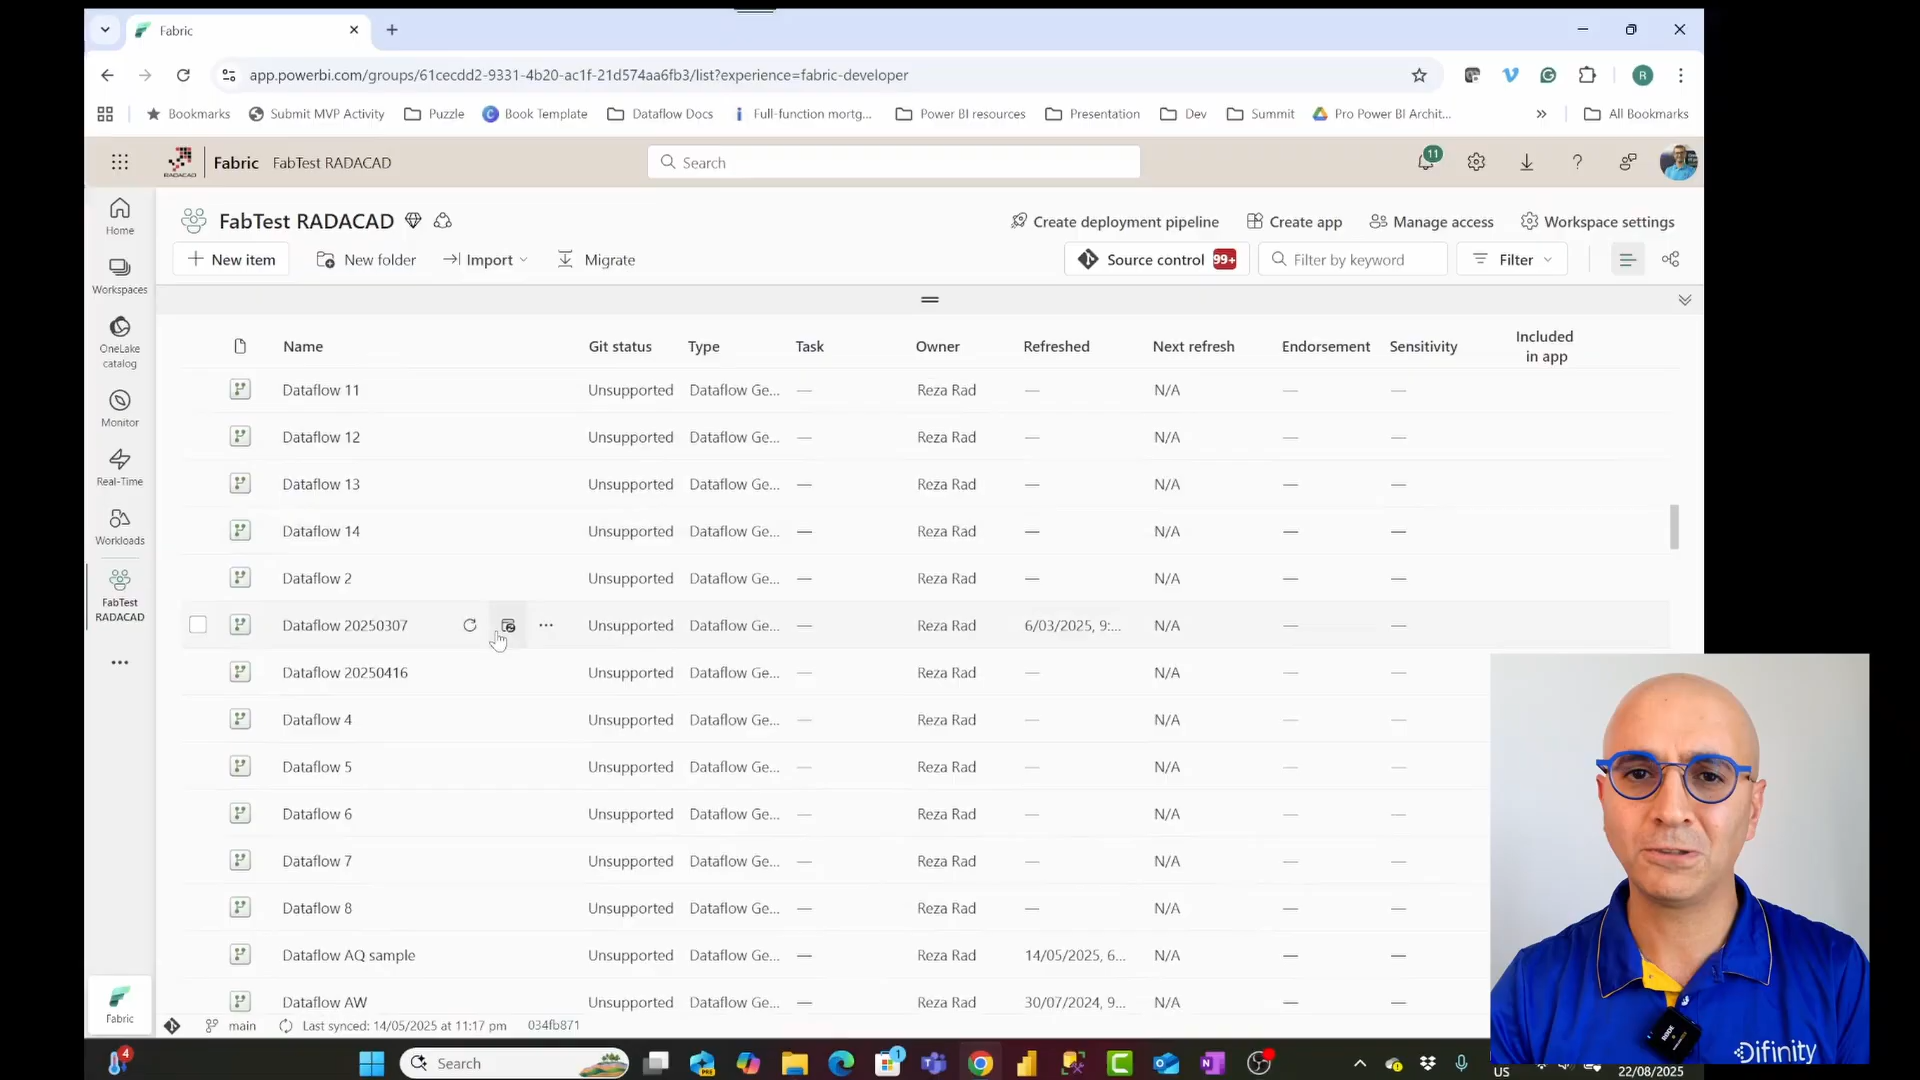 Fabric
app.powerbi.com/groups/61cecdd2-9331-4b20-ac1f-21d574aa6fb3/list?experience=fabric-developer
R
Bookmarks Submit MVP Activity Puzzle Book Template Dataflow Docs Full-function mortg... Power BI resources Presentation Dev Summit Pro Power BI Archit... » All Bookmarks
RADACAD Fabric FabTest RADACAD Search 11 ?
Home
Workspaces
OneLake
catalog
Monitor
Real-Time
Workloads
FabTest
RADACAD
Fabric
FabTest RADACAD Create deployment pipeline Create app Manage access Workspace settings
New item New folder Import Migrate Source control 99+ Filter by keyword Filter
Name Git status Type Task Owner Refreshed Next refresh Endorsement Sensitivity Included
in app
Dataflow 11 Unsupported Dataflow Ge... — Reza Rad — N/A — —
Dataflow 12 Unsupported Dataflow Ge... — Reza Rad — N/A — —
Dataflow 13 Unsupported Dataflow Ge... — Reza Rad — N/A — —
Dataflow 14 Unsupported Dataflow Ge... — Reza Rad — N/A — —
Dataflow 2 Unsupported Dataflow Ge... — Reza Rad — N/A — —
Dataflow 20250307 ... Unsupported Dataflow Ge... Reza Rad 6/03/2025, 9:... N/A — —
Dataflow 20250416 Unsupported Dataflow Ge... — Reza Rad — N/A — —
Dataflow 4 Unsupported Dataflow Ge... — Reza Rad — N/A — —
Dataflow 5 Unsupported Dataflow Ge... — Reza Rad — N/A — —
Dataflow 6 Unsupported Dataflow Ge... — Reza Rad — N/A — —
Dataflow 7 Unsupported Dataflow Ge... — Reza Rad — N/A — —
Dataflow 8 Unsupported Dataflow Ge... — Reza Rad — N/A — —
Dataflow AQ sample Unsupported Dataflow Ge... — Reza Rad 14/05/2025, 6... N/A — —
Dataflow AW Unsupported Dataflow Ge... — Reza Rad 30/07/2024, 9... N/A — —
main Last synced: 14/05/2025 at 11:17 pm 034fb871
RODE
Difinity
4 Search PRE 1 US 22/08/2025